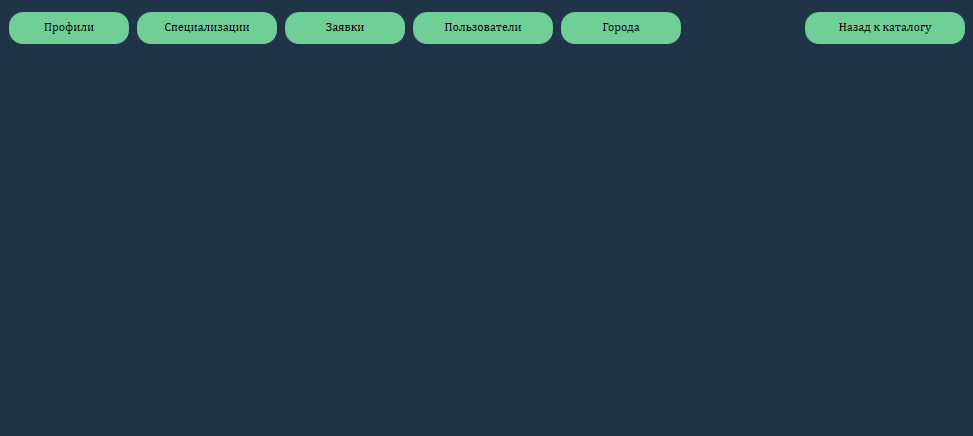 Профили
Специализации
Заявки
Пользователи
Города
Назад к каталогу